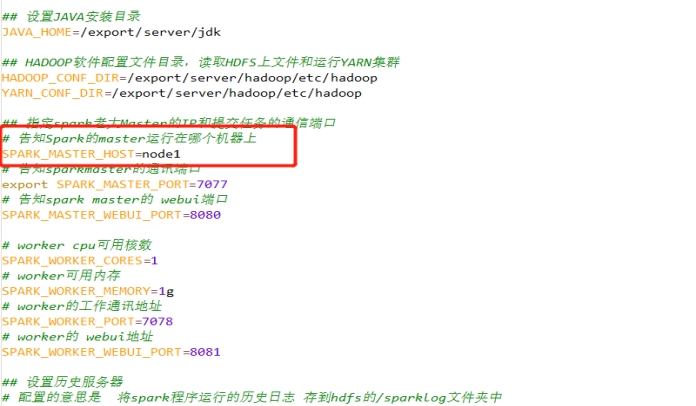 ## 设置JAVA安装目录
JAVA_HOME=/export/server/jdk
## HADOOP软件配置文件目录，读取HDFS上文件和运行YARN集群
HADOOP_CONF_DIR=/export/server/hadoop/etc/hadoop
YARN_CONF_DIR=/export/server/hadoop/etc/hadoop
## 指定spark老大Master的IP和提交任务的通信端口
# 告知Spark的master运行在哪个机器上
SPARK_MASTER_HOST=node1
# 告知sparkmaster的通讯端口
export SPARK_MASTER_PORT=7077
# 告知spark master的 webui端口
SPARK_MASTER_WEBUI_PORT=8080
# worker cpu可用核数
SPARK_WORKER_CORES=1
# worker可用内存
SPARK_WORKER_MEMORY=1g
# worker的工作通讯地址
SPARK_WORKER_PORT=7078
# worker的 webui地址
SPARK_WORKER_WEBUI_PORT=8081
## 设置历史服务器
# 配置的意思是  将spark程序运行的历史日志 存到hdfs的/sparklog文件夹中